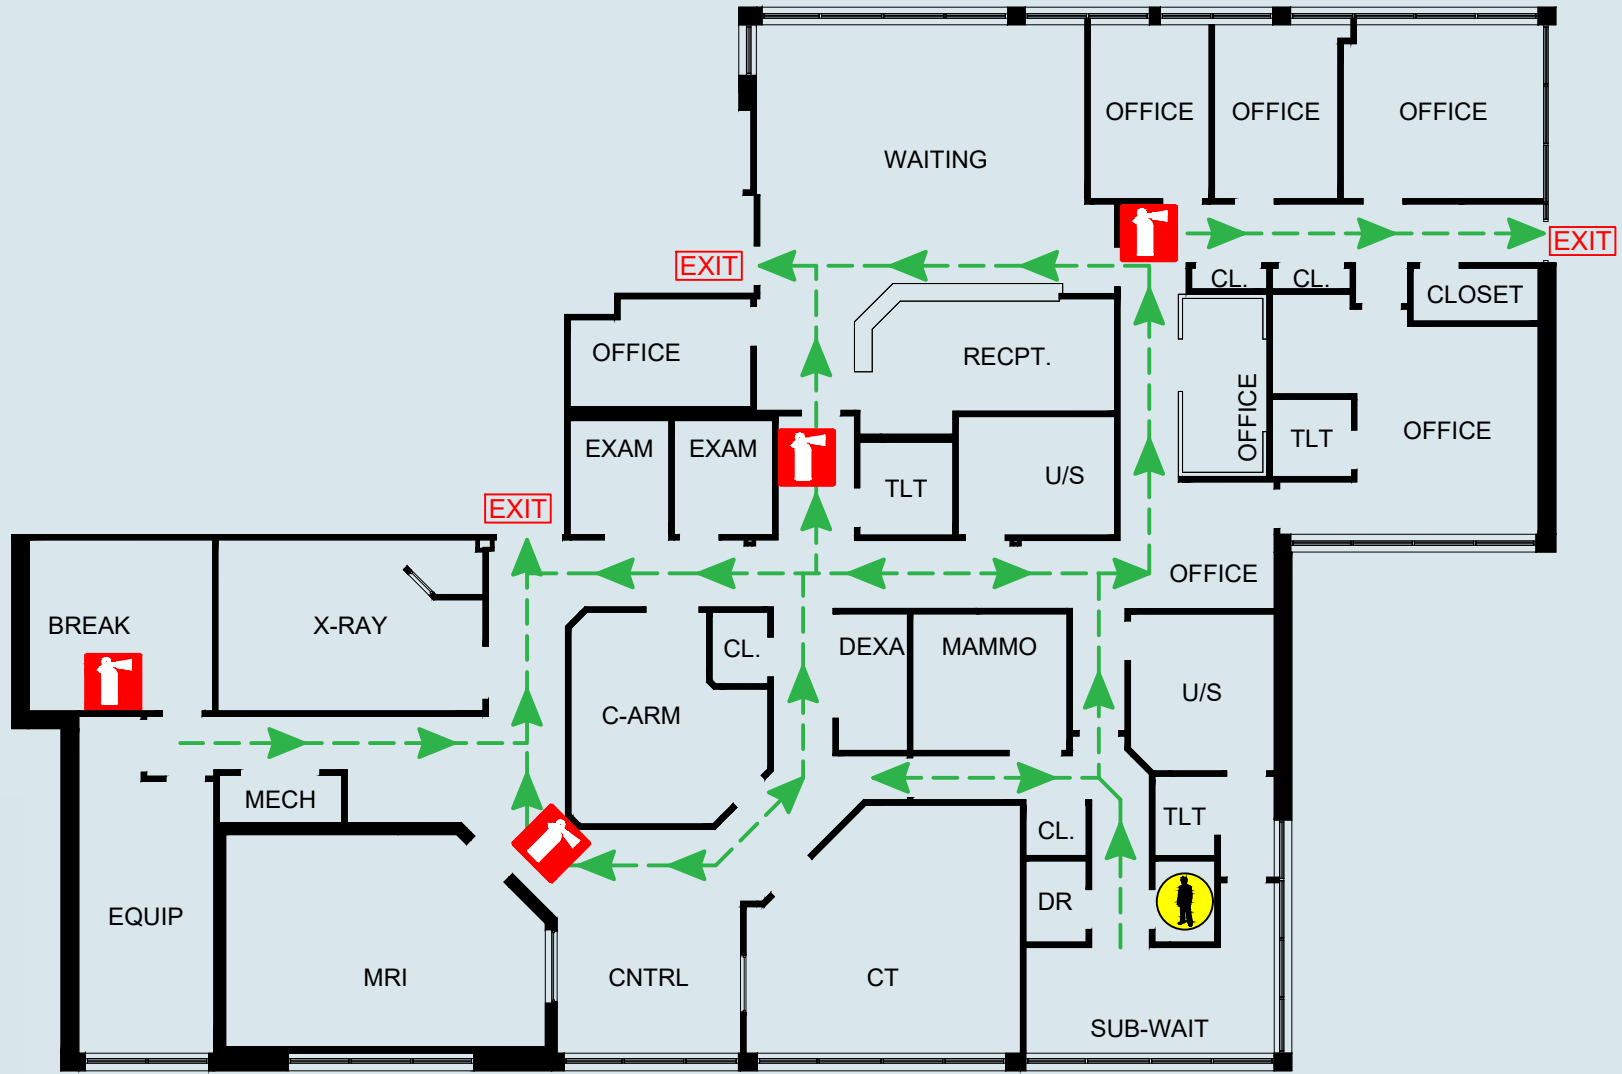 OFFICE
OFFICE
OFFICE
WAITING
EXIT
EXIT
CL.
CL.
CLOSET
OFFICE
RECPT.
OFFICE
TLT
OFFICE
EXAM
EXAM
TLT
U/S
EXIT
OFFICE
BREAK
X-RAY
CL.
DEXA
MAMMO
C-ARM
U/S
MECH
TLT
CL.
DR
EQUIP
MRI
CNTRL
CT
SUB-WAIT